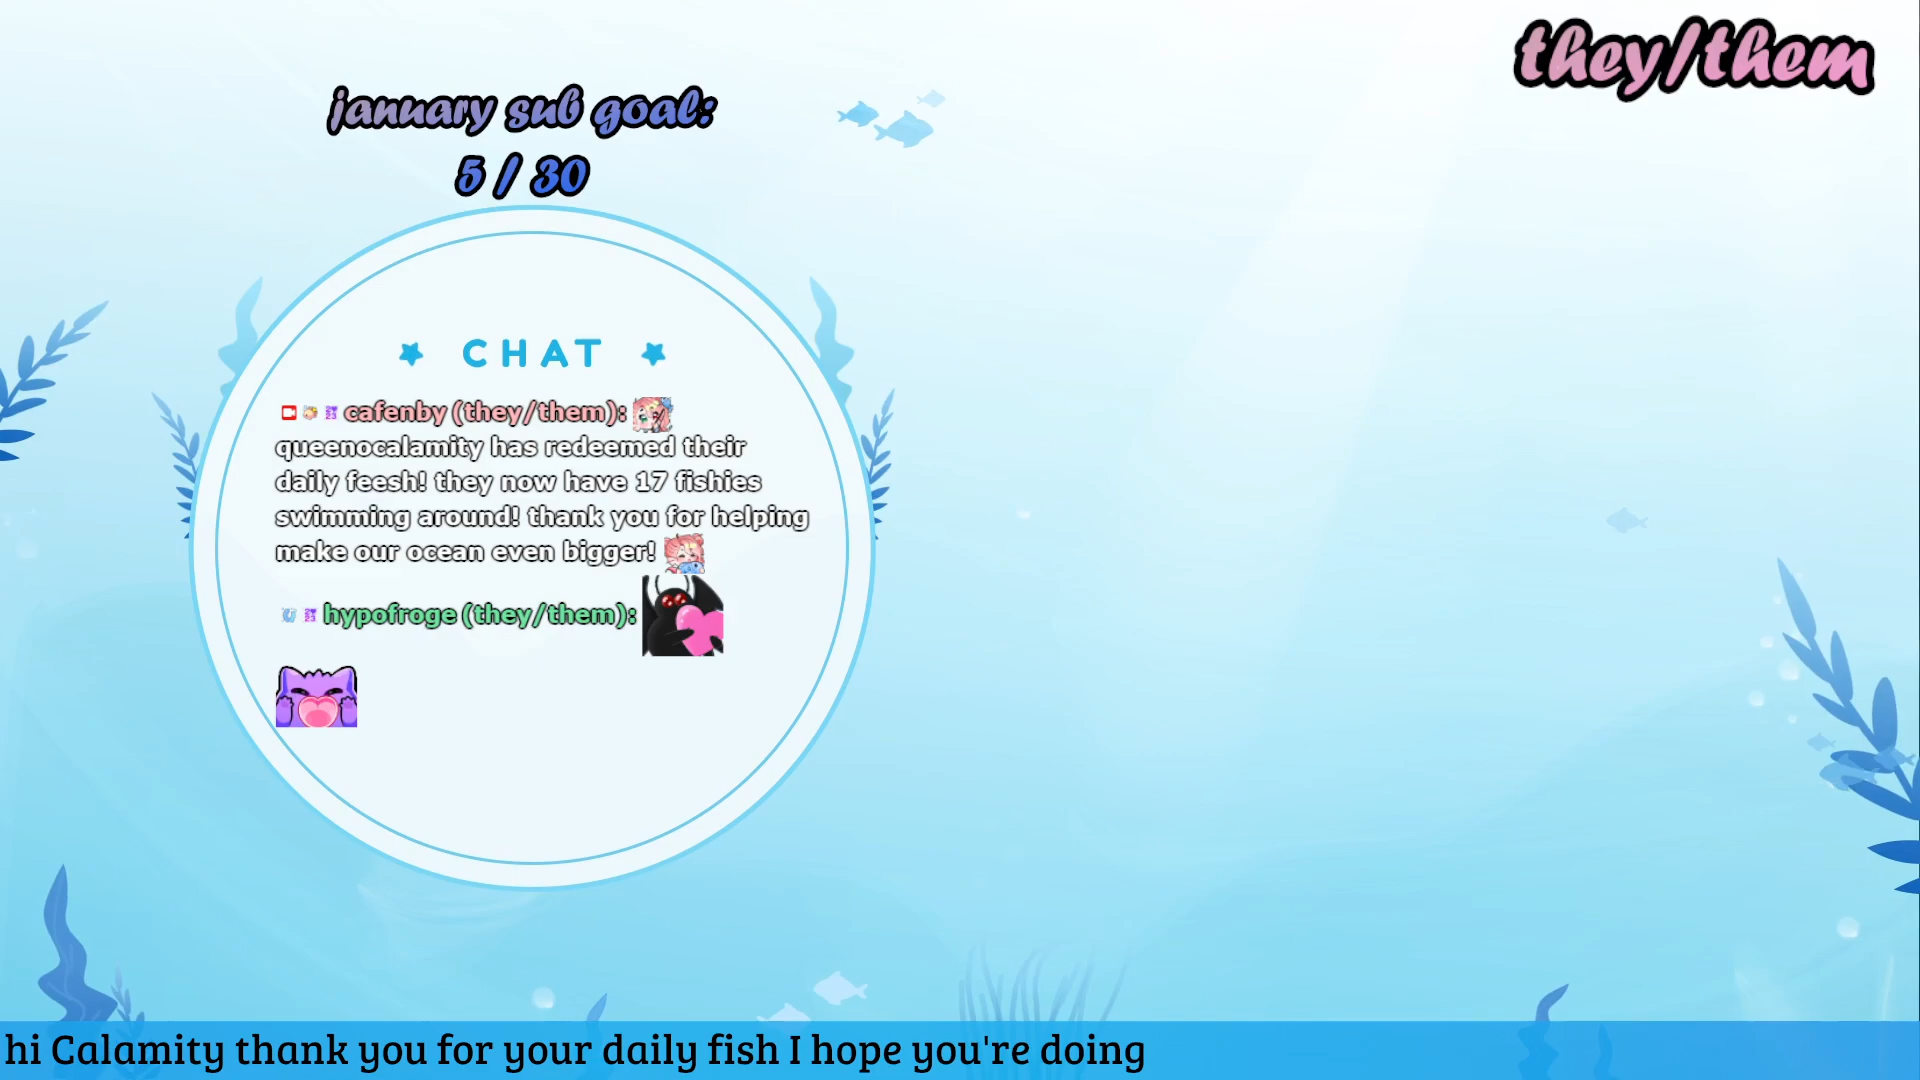 they/them
january sub goal:
5 / 30
CHAT
cafenby (they/them):
queenocalamity has redeemed their
daily feesh! they now have 17 fishies
swimming around! thank you for helping
make our ocean even bigger!
hypofroge (they/them):
hi Calamity thank you for your daily fish I hope you're doing